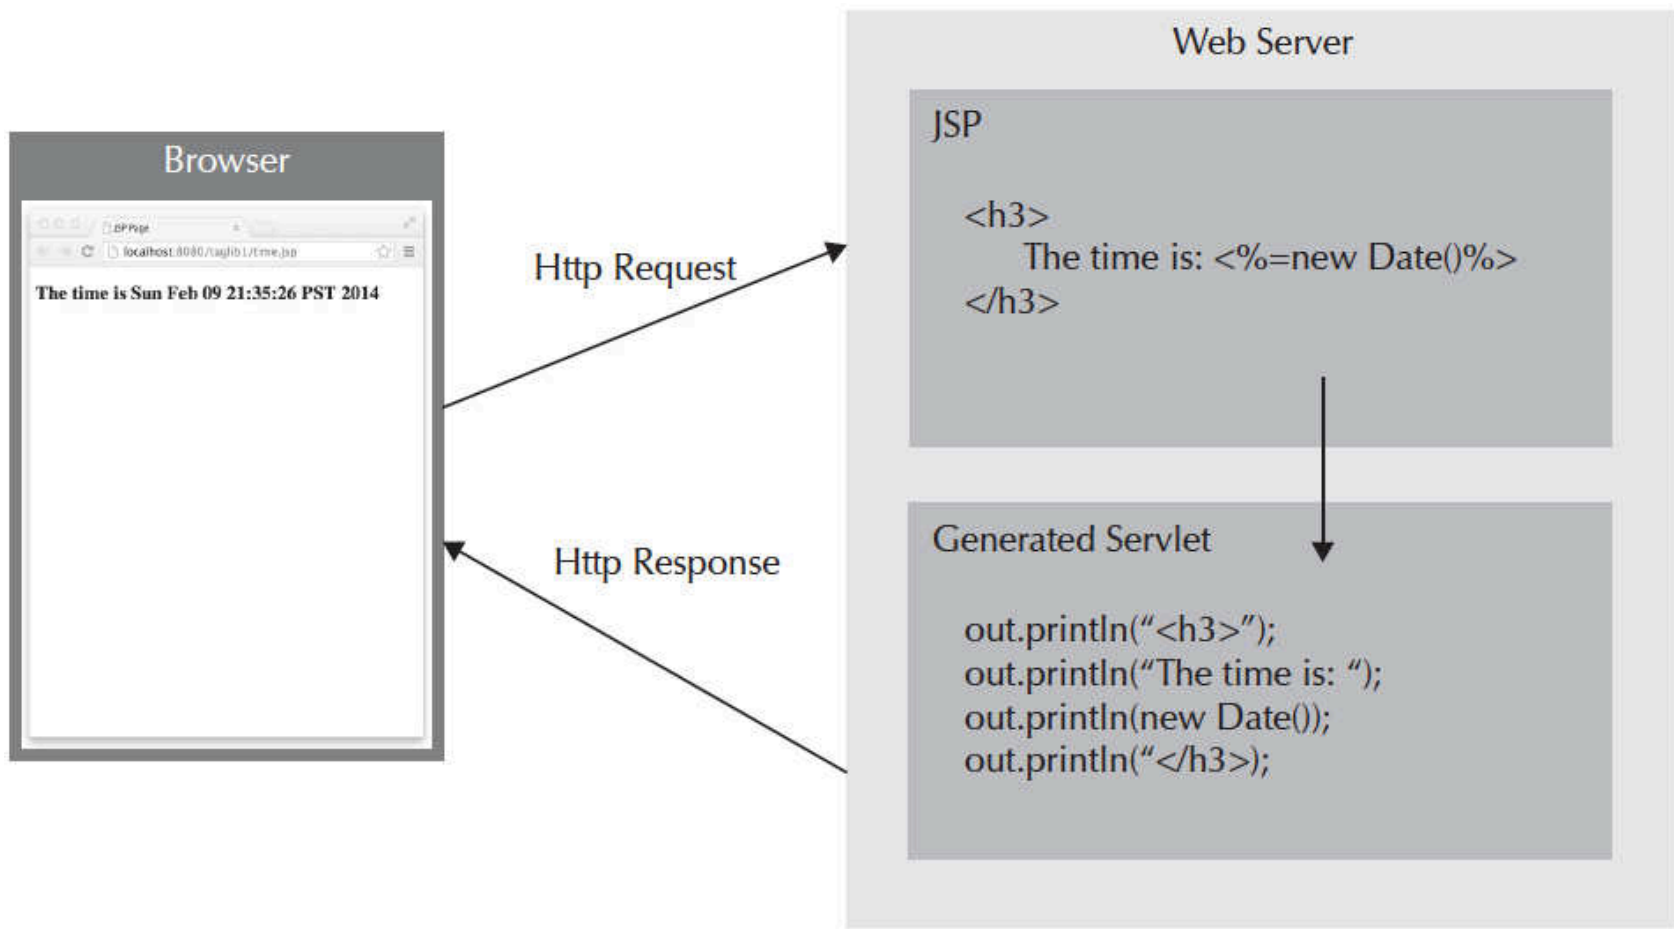 Web Server
JSP
<h3>
The time is: <%=new Date()%>
</h3>
Browser
JSP Page
localhost:8080/taglib1/time.jsp
The time is Sun Feb 09 21:35:26 PST 2014
Http Request
Http Response
Generated Servlet
out.println(“<h3>”);
out.println(“The time is: “);
out.println(new Date());
out.println(“</h3>);